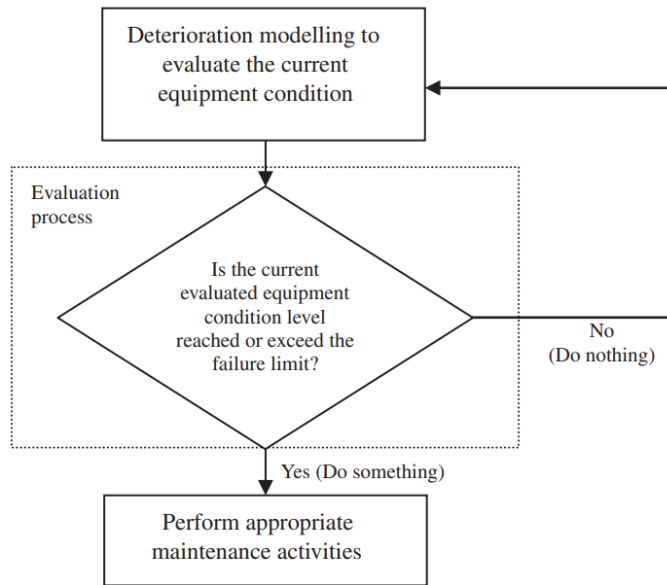 Deterioration modelling to
evaluate the current
equipment condition
Evaluation
process
Is the current
evaluated equipment
condition level
reached or exceed the
failure limit?
No
(Do nothing)
Yes (Do something)
Perform appropriate
maintenance activities